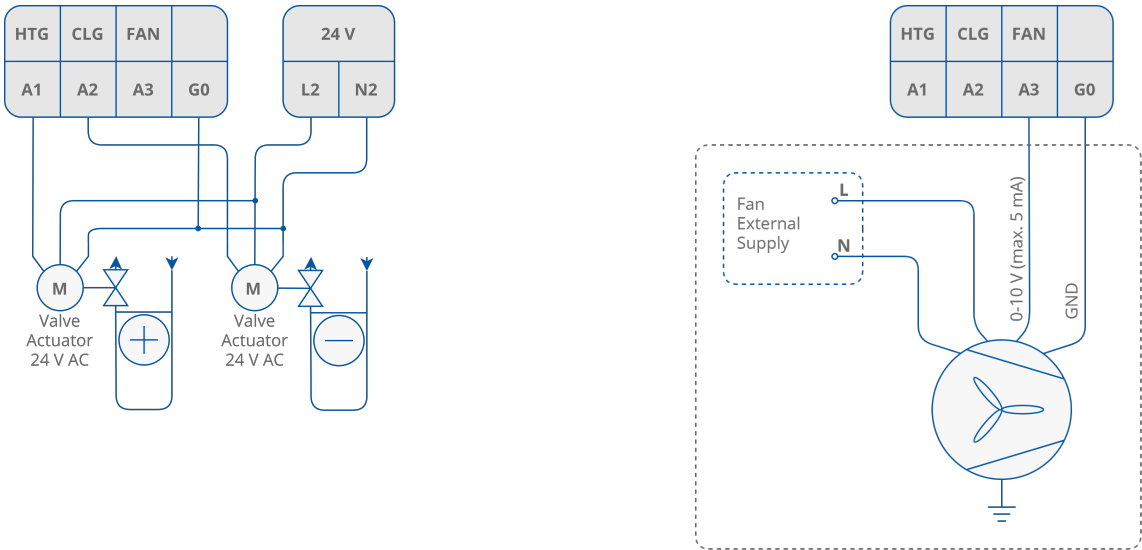 HTG CLG FAN
A1 A2 A3 G0
24 V
L2 N2
M
Valve
Actuator
24 V AC
M
Valve
Actuator
24 V AC
HTG CLG FAN
A1 A2 A3 G0
Fan
External
Supply
L
N
0-10 V (max. 5 mA)
GND